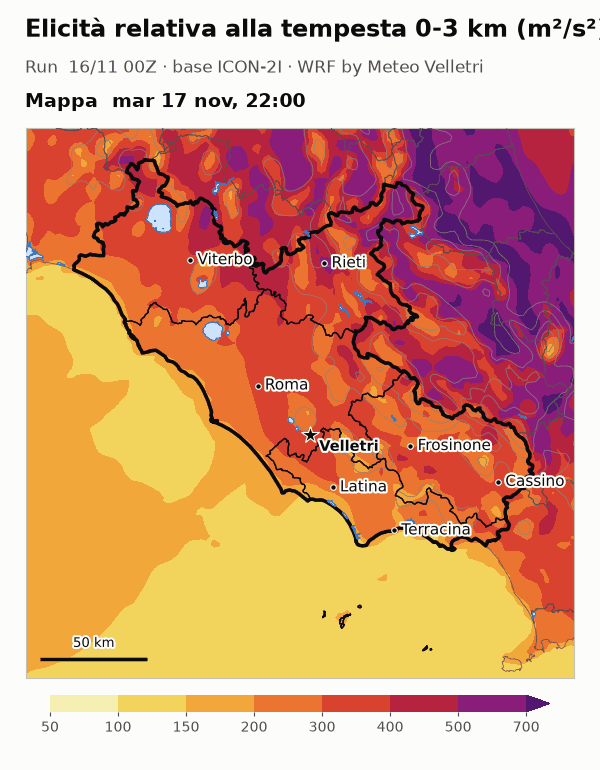 Elicità relativa alla tempesta 0-3 km (m²/s²)
Run  16/11 00Z · base ICON-2I · WRF by Meteo Velletri
Mappa  mar 17 nov, 22:00
Viterbo
Rieti
Roma
Velletri
Frosinone
Latina
Cassino
Terracina
50 km
50 100 150 200 300 400 500 700